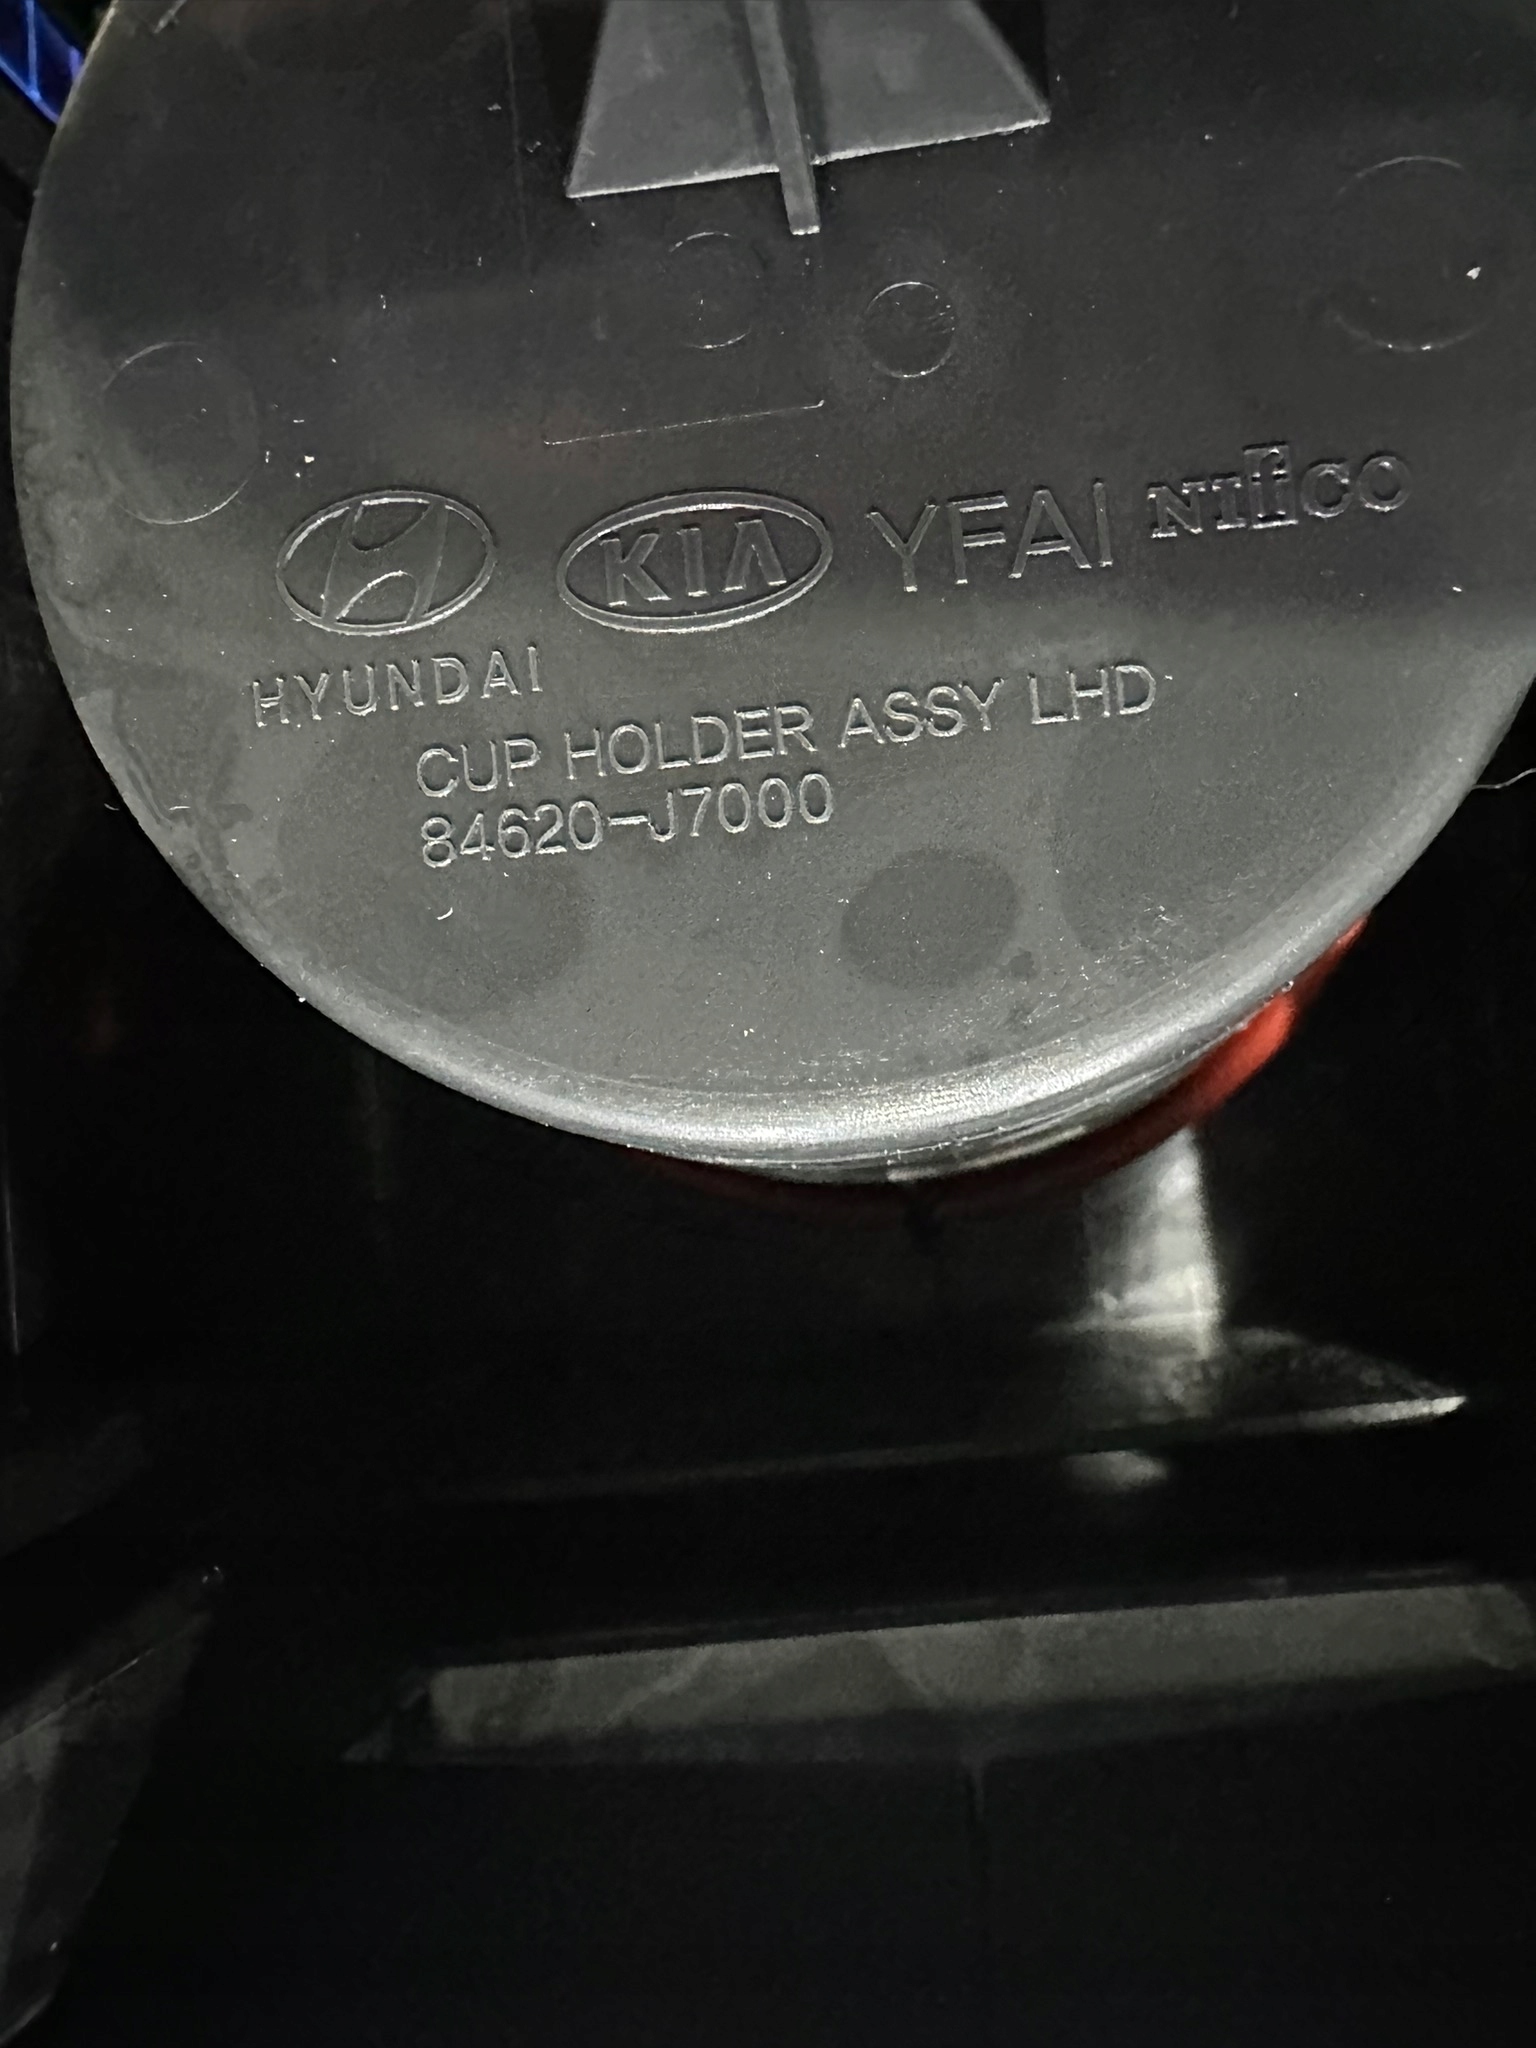 KIA YFAI NIFCO
HYUNDAI
CUP HOLDER ASSY LHD
84620-J7000